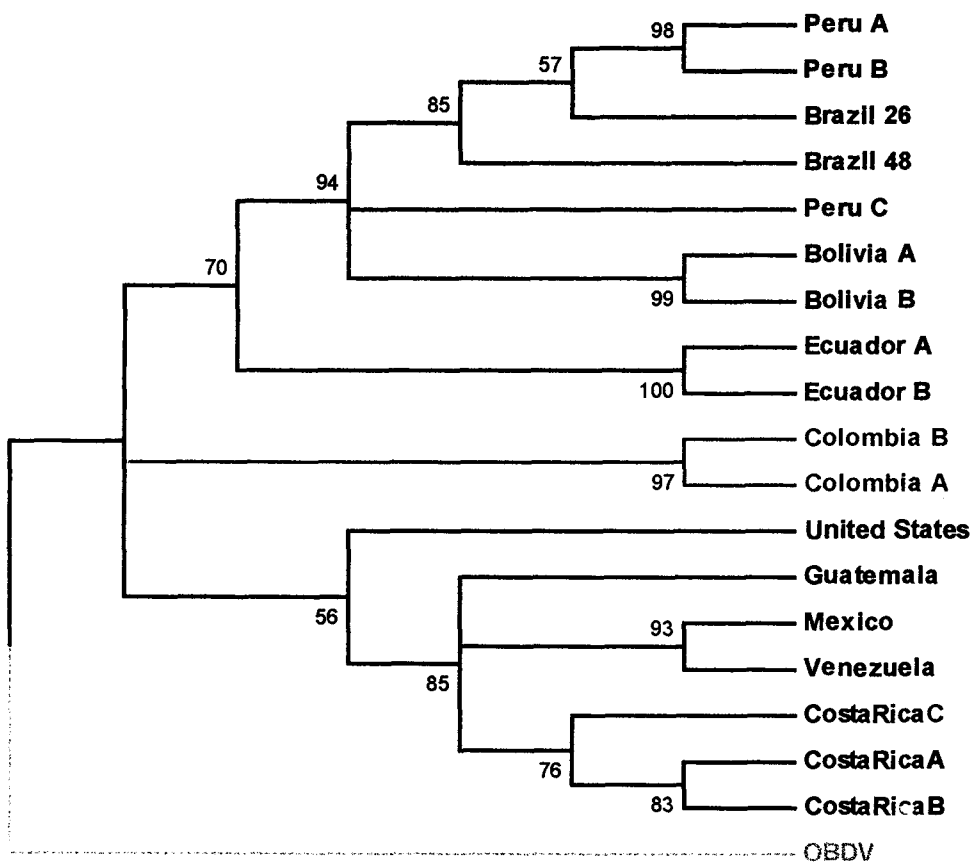 Peru A
98
Peru B
57
Brazil 26
85
Brazil 48
94
Peru C
70
Bolivia A
99
Bolivia B
Ecuador A
100
Ecuador B
Colombia B
97
Colombia A
United States
56
Guatemala
93
Mexico
85
Venezuela
CostaRicaC
76
CostaRicaA
83
CostaRicaB
OBDV